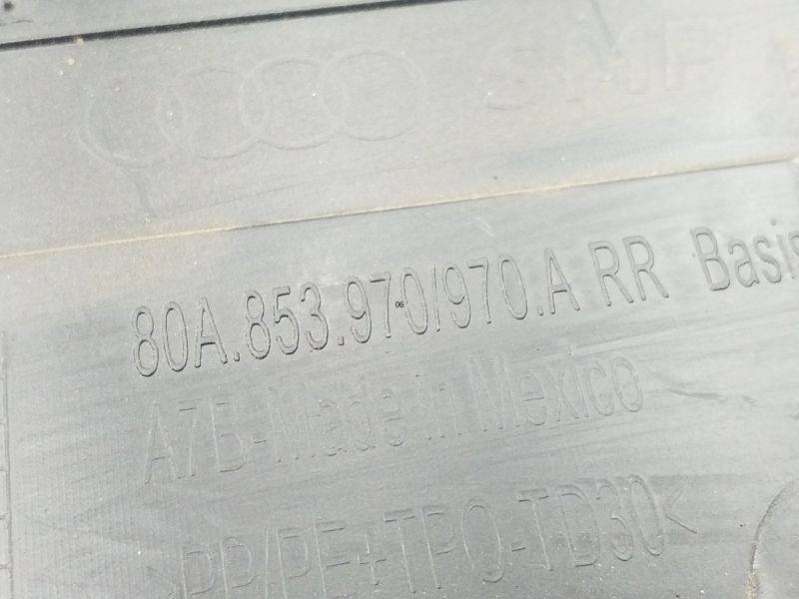 80A.853.970/970.A RR Basis
A7B-Made in Mexico
>PP/PE+TPO-TD30<